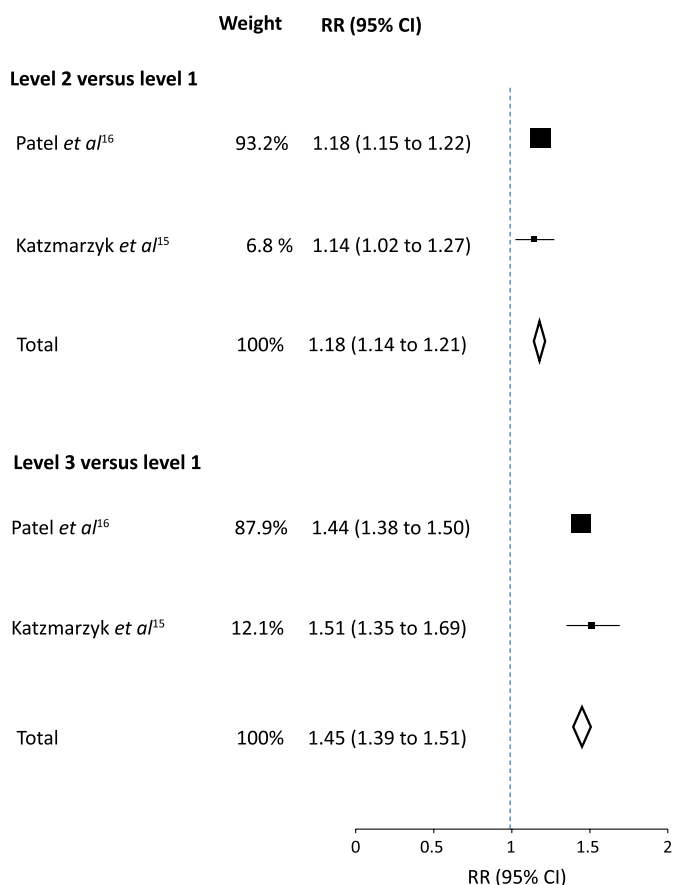 Weight RR (95% CI)
Level 2 versus level 1
Patel et al16 93.2% 1.18 (1.15 to 1.22)
Katzmarzyk et al15 6.8 % 1.14 (1.02 to 1.27)
Total 100% 1.18 (1.14 to 1.21)
Level 3 versus level 1
Patel et al16 87.9% 1.44 (1.38 to 1.50)
Katzmarzyk et al15 12.1% 1.51 (1.35 to 1.69)
Total 100% 1.45 (1.39 to 1.51)
0 0.5 1 1.5 2
RR (95% CI)